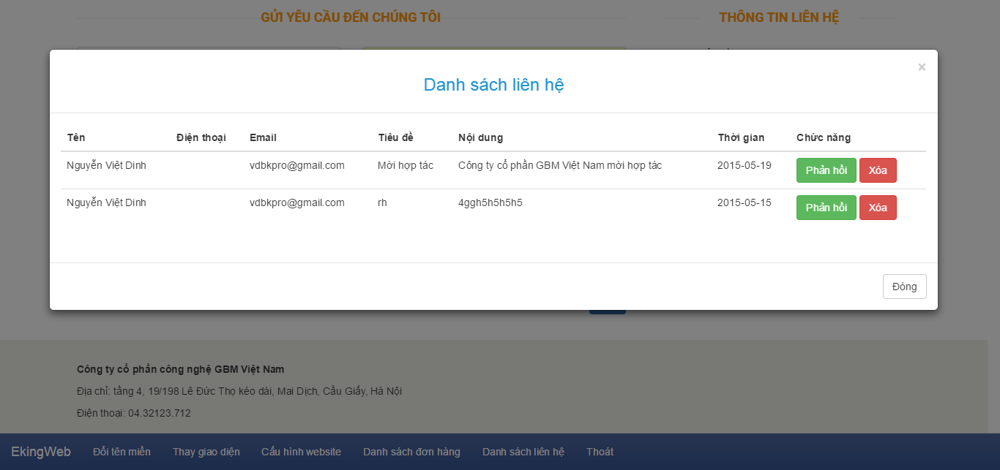 GỬI YÊU CẦU ĐẾN CHÚNG TÔI THÔNG TIN LIÊN HỆ
×
Danh sách liên hệ
Tên Điện thoại Email Tiêu đề Nội dung Thời gian Chức năng
Nguyễn Việt Dinh vdbkpro@gmail.com Mời hợp tác Công ty cổ phần GBM Việt Nam mời hợp tác 2015-05-19 Phản hồi Xóa
Nguyễn Việt Dinh vdbkpro@gmail.com rh 4ggh5h5h5h5 2015-05-15 Phản hồi Xóa
Đóng
Công ty cổ phần công nghệ GBM Việt Nam
Địa chỉ: tầng 4, 19/198 Lê Đức Thọ kéo dài, Mai Dịch, Cầu Giấy, Hà Nội
Điện thoại: 04.32123.712
EkingWeb Đổi tên miền Thay giao diện Cấu hình website Danh sách đơn hàng Danh sách liên hệ Thoát